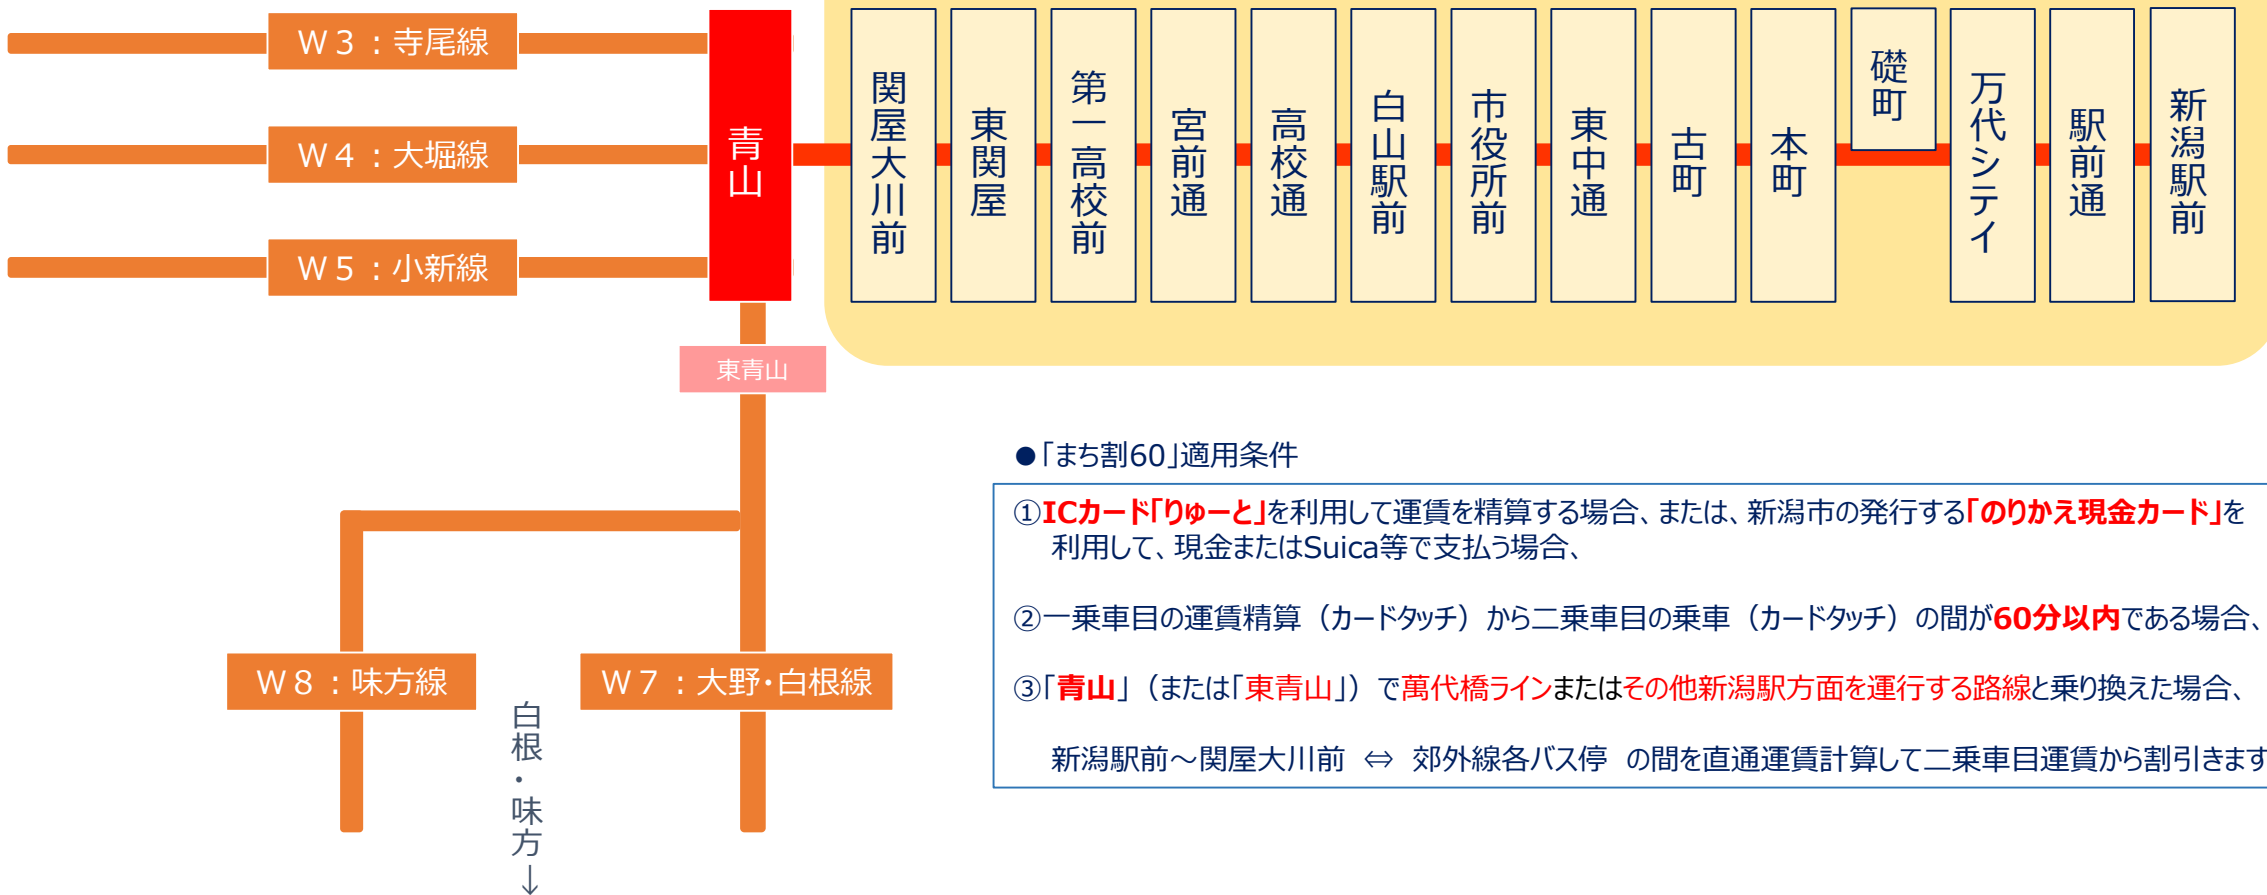 W3：寺尾線
W4：大堀線
W5：小新線
青山
関屋大川前
東関屋
第一高校前
宮前通
高校通
白山駅前
市役所前
東中通
古町
本町
礎町
万代シテイ
駅前通
新潟駅前
東青山
W8：味方線
白根・味方→
W7：大野・白根線
●「まち割60」適用条件
①ICカード「りゅーと」を利用して運賃を精算する場合、または、新潟市の発行する「のりかえ現金カード」を
利用して、現金またはSuica等で支払う場合、
②一乗車目の運賃精算（カードタッチ）から二乗車目の乗車（カードタッチ）の間が60分以内である場合、
③「青山」（または「東青山」）で萬代橋ラインまたはその他新潟駅方面を運行する路線と乗り換えた場合、
新潟駅前～関屋大川前 ⇔ 郊外線各バス停 の間を直通運賃計算して二乗車目運賃から割引きます